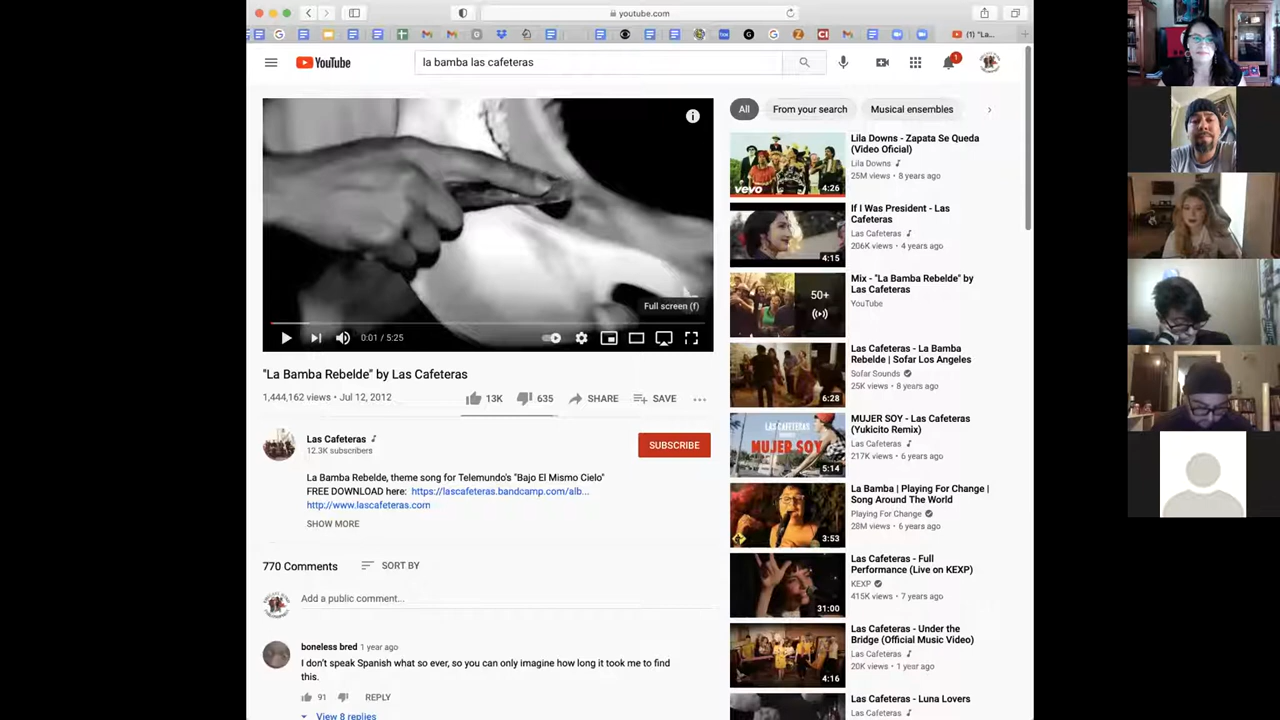 youtube.com
(1) "La...
YouTube
la bamba las cafeteras
1
All
From your search
Musical ensembles
Full screen (f)
0:01 / 5:25
"La Bamba Rebelde" by Las Cafeteras
1,444,162 views • Jul 12, 2012
13K
635
SHARE
SAVE
Las Cafeteras
12.3K subscribers
SUBSCRIBE
La Bamba Rebelde, theme song for Telemundo's "Bajo El Mismo Cielo"
FREE DOWNLOAD here: https://lascafeteras.bandcamp.com/alb...
http://www.lascafeteras.com
SHOW MORE
770 Comments
SORT BY
Add a public comment...
boneless bred 1 year ago
I don't speak Spanish what so ever, so you can only imagine how long it took me to find
this.
91
REPLY
View 8 replies
vevo
4:26
Lila Downs - Zapata Se Queda
(Video Oficial)
Lila Downs
25M views • 8 years ago
4:15
If I Was President - Las
Cafeteras
Las Cafeteras
206K views • 4 years ago
50+
Mix - "La Bamba Rebelde" by
Las Cafeteras
YouTube
6:28
Las Cafeteras - La Bamba
Rebelde | Sofar Los Angeles
Sofar Sounds
25K views • 8 years ago
LAS CAFETERAS
MUJER SOY
5:14
MUJER SOY - Las Cafeteras
(Yukicito Remix)
Las Cafeteras
217K views • 6 years ago
3:53
La Bamba | Playing For Change |
Song Around The World
Playing For Change
28M views • 6 years ago
31:00
Las Cafeteras - Full
Performance (Live on KEXP)
KEXP
415K views • 7 years ago
4:16
Las Cafeteras - Under the
Bridge (Official Music Video)
Las Cafeteras
20K views • 1 year ago
Las Cafeteras - Luna Lovers
Las Cafeteras